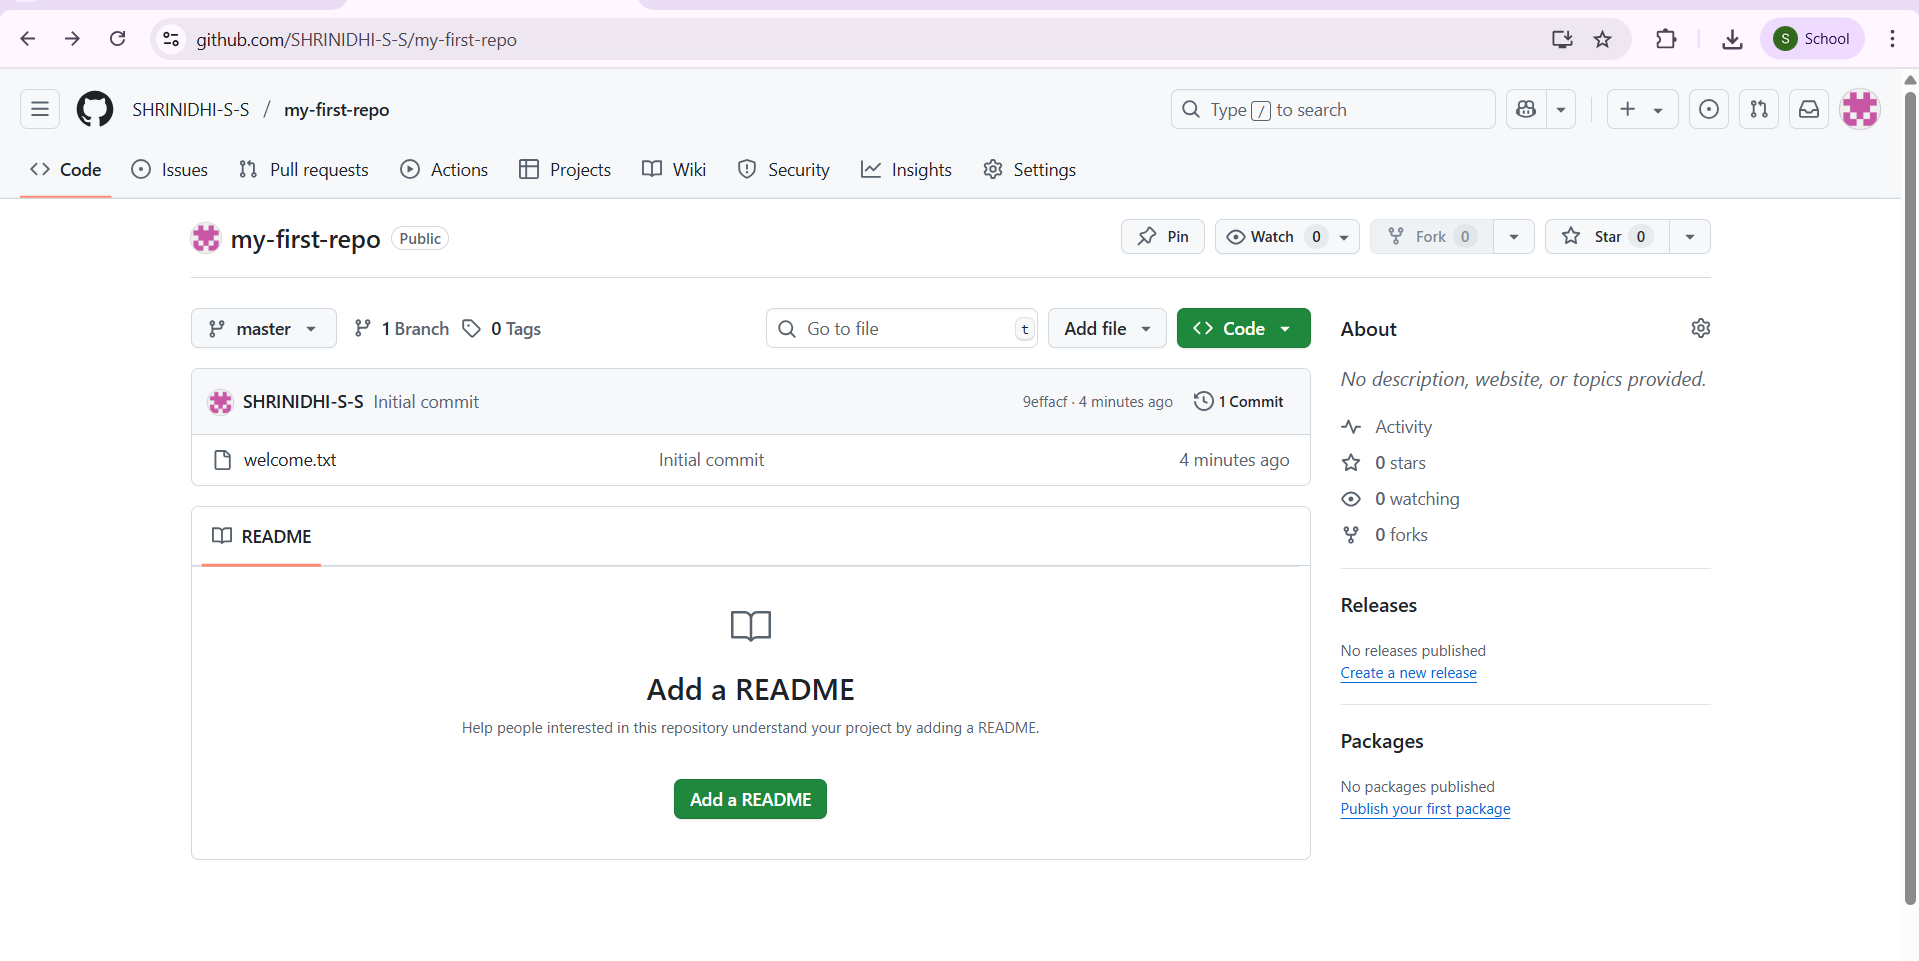 github.com/SHRINIDHI-S-S/my-first-repo
S School
SHRINIDHI-S-S / my-first-repo
Type / to search
Code Issues Pull requests Actions Projects Wiki Security Insights Settings
my-first-repo Public
Pin Watch 0 Fork 0 Star 0
master 1 Branch 0 Tags Go to file t Add file Code
SHRINIDHI-S-S Initial commit 9effacf · 4 minutes ago 1 Commit
welcome.txt Initial commit 4 minutes ago
README
Add a README
Help people interested in this repository understand your project by adding a README.
Add a README
About
No description, website, or topics provided.
Activity
0 stars
0 watching
0 forks
Releases
No releases published
Create a new release
Packages
No packages published
Publish your first package